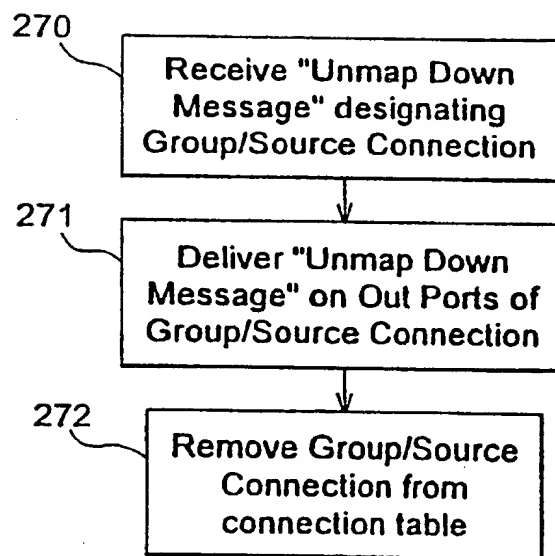 270
Receive "Unmap Down
Message" designating
Group/Source Connection
271
Deliver "Unmap Down
Message" on Out Ports of
Group/Source Connection
272
Remove Group/Source
Connection from
connection table